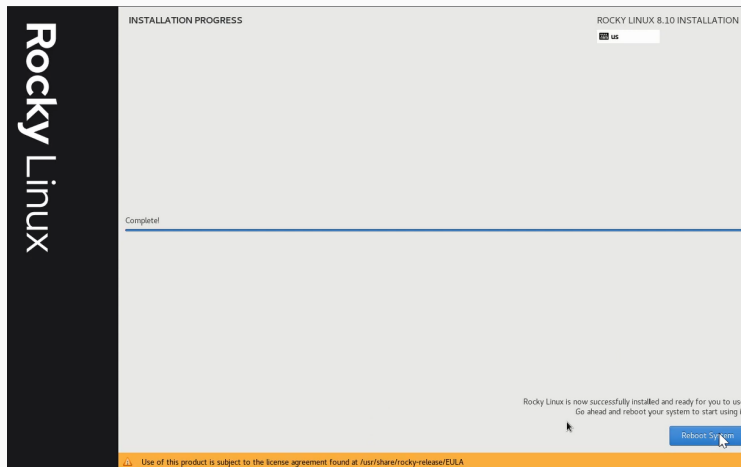 Rocky Linux
INSTALLATION PROGRESS
ROCKY LINUX 8.10 INSTALLATION
us
Complete!
Rocky Linux is now successfully installed and ready for you to us
Go ahead and reboot your system to start using i
Reboot System
Use of this product is subject to the license agreement found at /usr/share/rocky-release/EULA